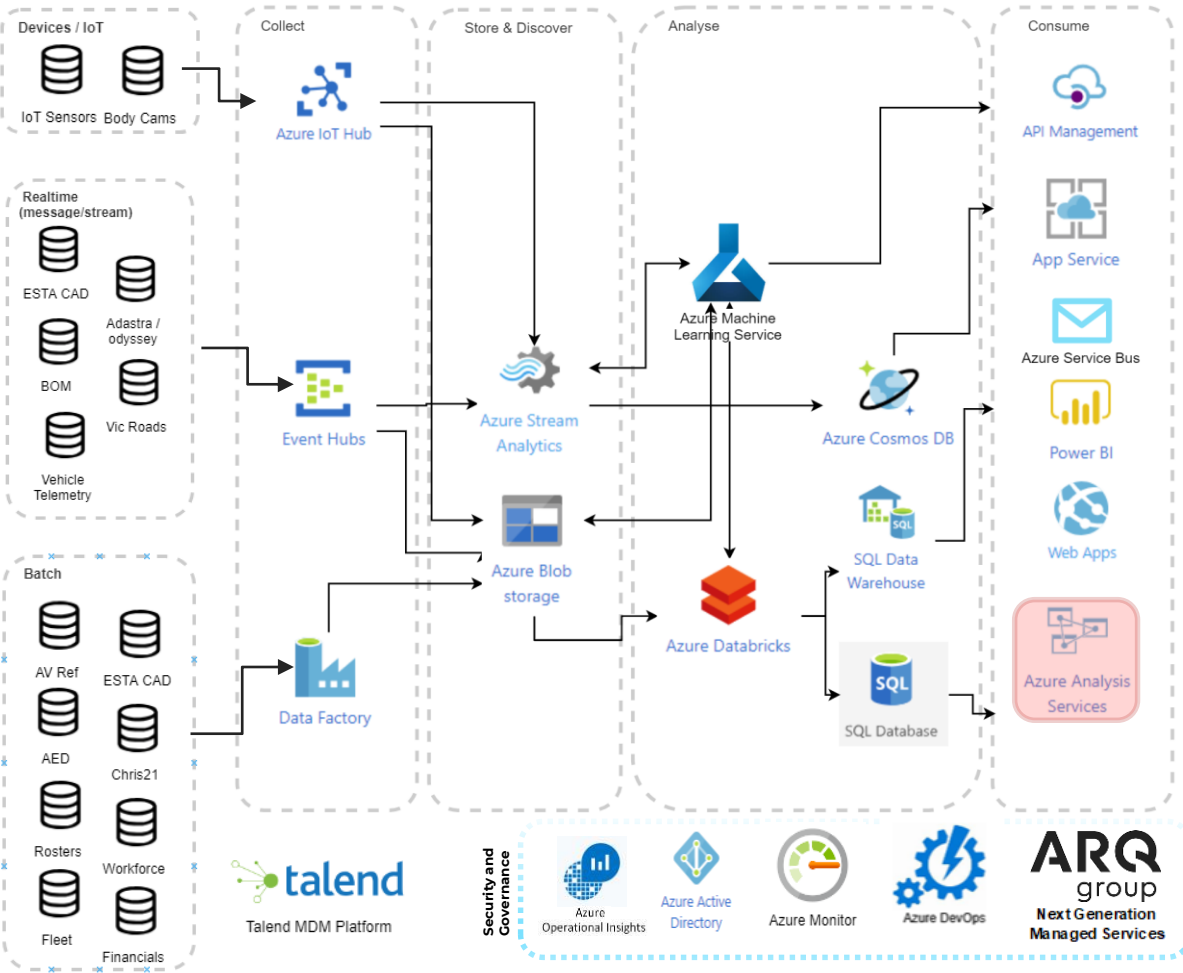 Devices / IoT
IoT Sensors
Body Cams
Realtime
(message/stream)
ESTA CAD
Adastra /
odyssey
BOM
Vic Roads
Vehicle
Telemetry
Batch
AV Ref
ESTA CAD
AED
Chris21
Rosters
Workforce
Fleet
Financials
Collect
Azure IoT Hub
Event Hubs
Data Factory
Store & Discover
Azure Stream
Analytics
Azure Blob
storage
Analyse
Azure Machine
Learning Service
Azure Cosmos DB
SQL
SQL Data
Warehouse
Azure Databricks
SQL
SQL Database
Consume
API Management
App Service
Azure Service Bus
Power BI
Web Apps
Azure Analysis
Services
talend
Talend MDM Platform
Security and
Governance
Azure
Operational Insights
Azure Active
Directory
Azure Monitor
Azure DevOps
ARQ
group
Next Generation
Managed Services